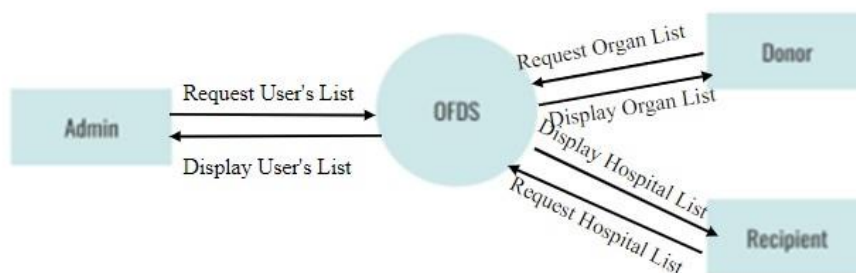 Request Organ List
Donor
Request User's List
OFDS
Display Organ List
Admin
Display User's List
Display Hospital List
Request Hospital List
Recipient